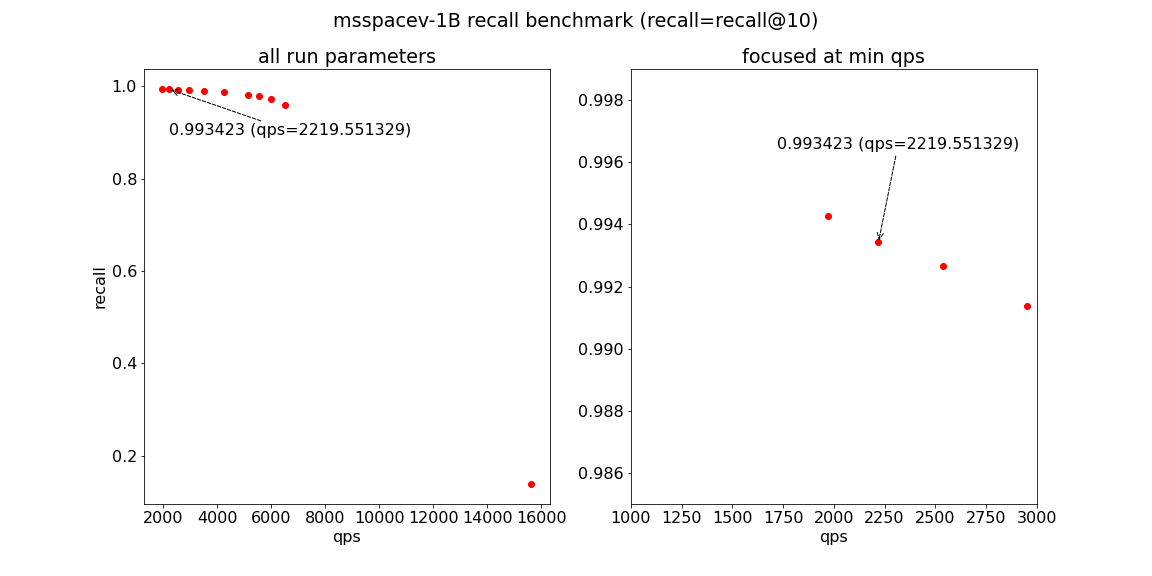 msspacev-1B recall benchmark (recall=recall@10)
all run parameters
1.0
0.8
0.6
0.4
0.2
recall
0.993423 (qps=2219.551329)
2000 4000 6000 8000 10000 12000 14000 16000
qps
focused at min qps
0.998
0.996
0.994
0.992
0.990
0.988
0.986
0.993423 (qps=2219.551329)
1000 1250 1500 1750 2000 2250 2500 2750 3000
qps